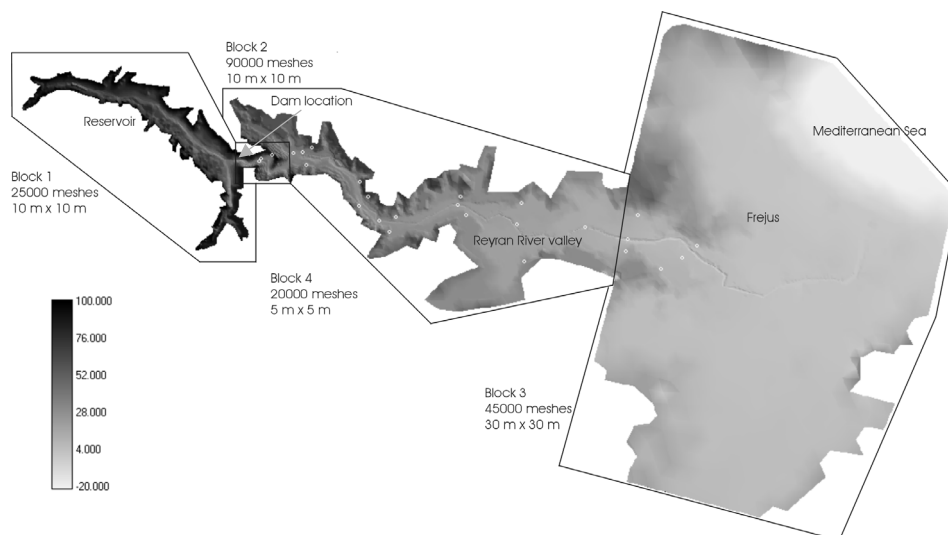 Block 2
90000 meshes
10 m x 10 m
Dam location
Reservoir
Mediterranean Sea
Block 1
25000 meshes
10 m x 10 m
Frejus
Reyran River valley
Block 4
20000 meshes
5 m x 5 m
100.000
76.000
52.000
28.000
4.000
-20.000
Block 3
45000 meshes
30 m x 30 m